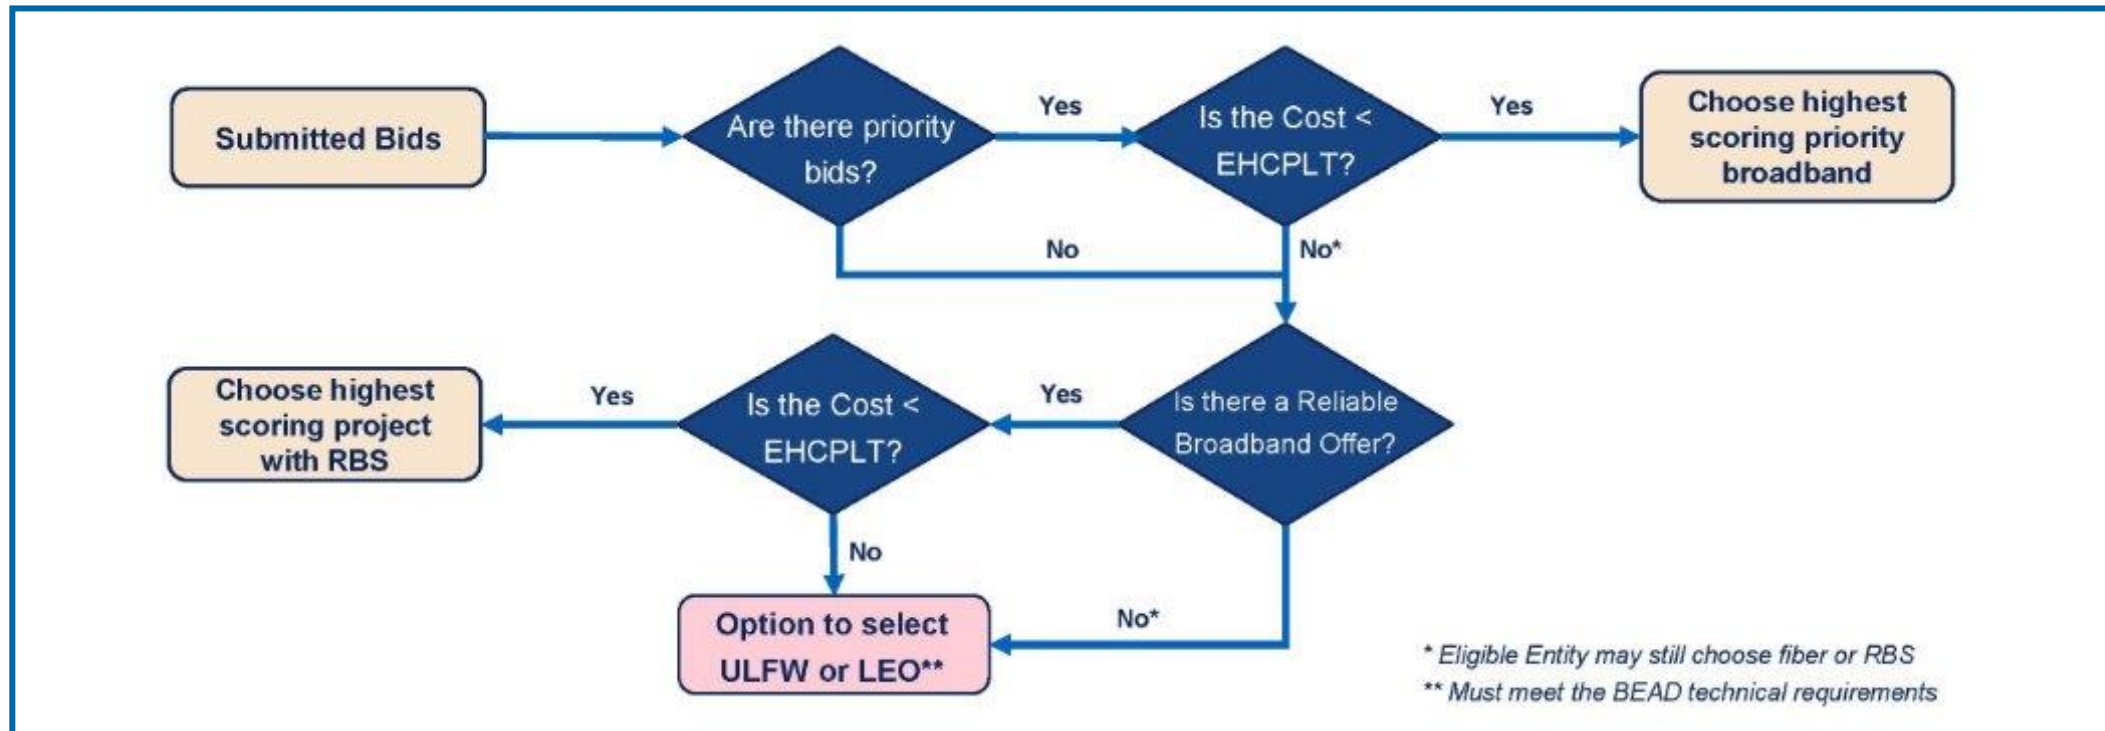 Submitted Bids
Are there priority
bids?
Yes
Is the Cost <
EHCPLT?
Yes
Choose highest
scoring priority
broadband
No
No*
Is there a Reliable
Broadband Offer?
Yes
Is the Cost <
EHCPLT?
Yes
Choose highest
scoring project
with RBS
No
No*
Option to select
ULFW or LEO**
* Eligible Entity may still choose fiber or RBS
** Must meet the BEAD technical requirements